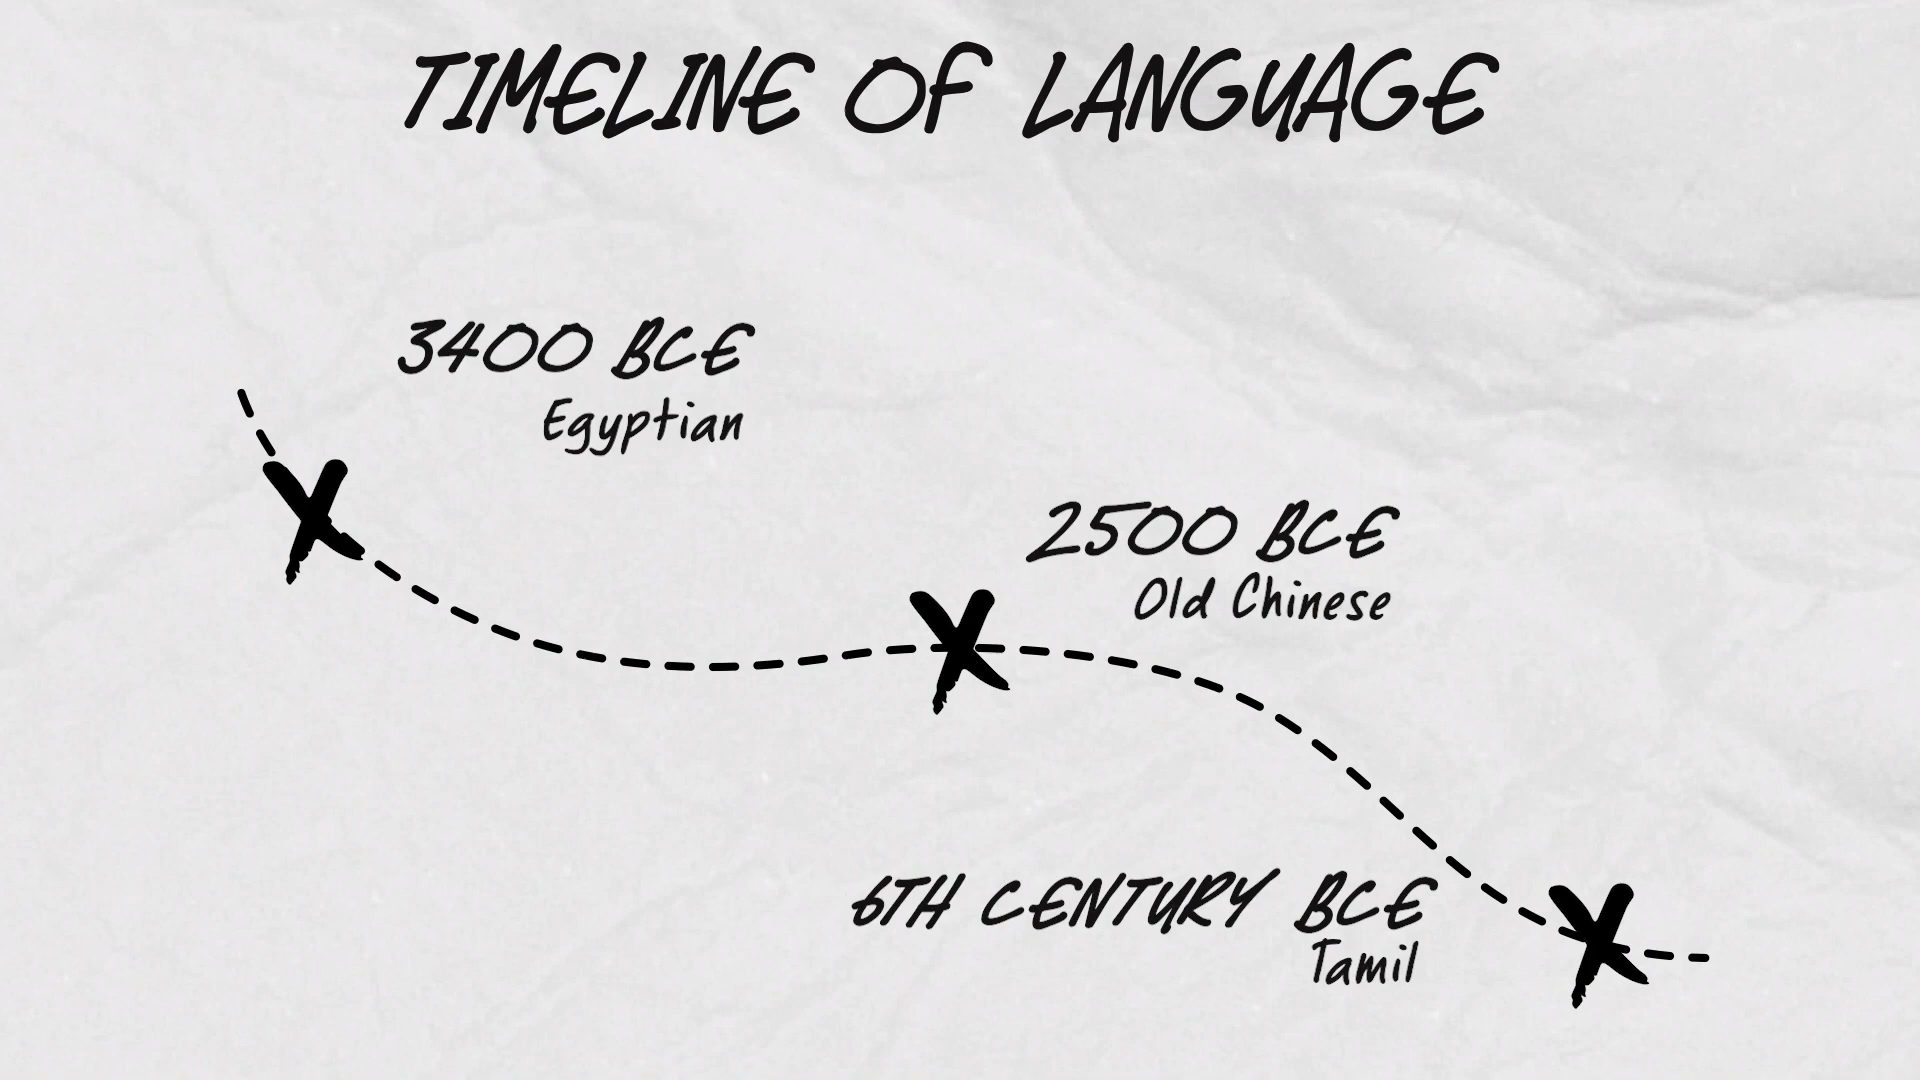 TIMELINE OF LANGUAGE
3400 BCE
Egyptian
2500 BCE
Old Chinese
6TH CENTURY BCE
Tamil